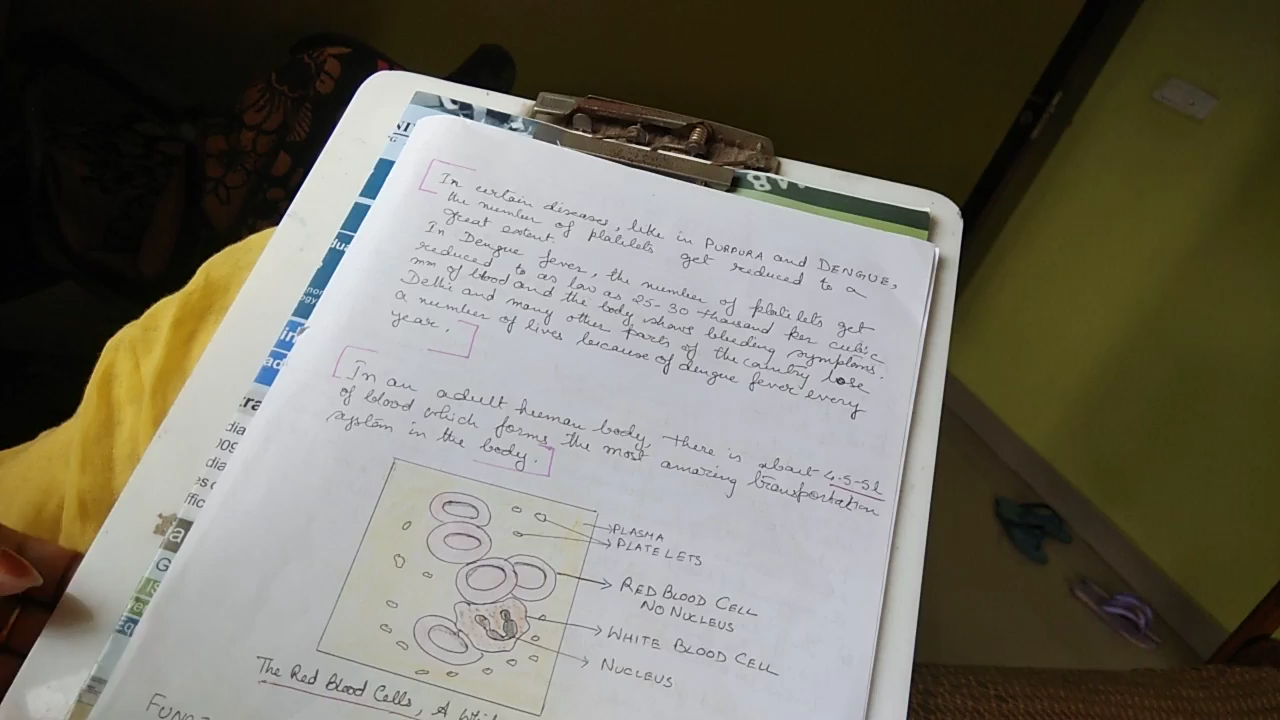 In certain diseases, like in PURPURA and DENGUE,
the number of platelets get reduced to a
great extent.
In Dengue fever, the number of platelets get
reduced to as low as 25-30 thousand per cubic
mm of blood and the body shows bleeding symptoms.
Delhi and many other parts of the country lose
a number of lives because of dengue fever every
year.
In an adult human body, there is about 4.5-5l
of blood which forms the most amazing transportation
system in the body.
PLASMA
PLATELETS
RED BLOOD CELL
NO NUCLEUS
WHITE BLOOD CELL
NUCLEUS
The Red Blood Cells, A